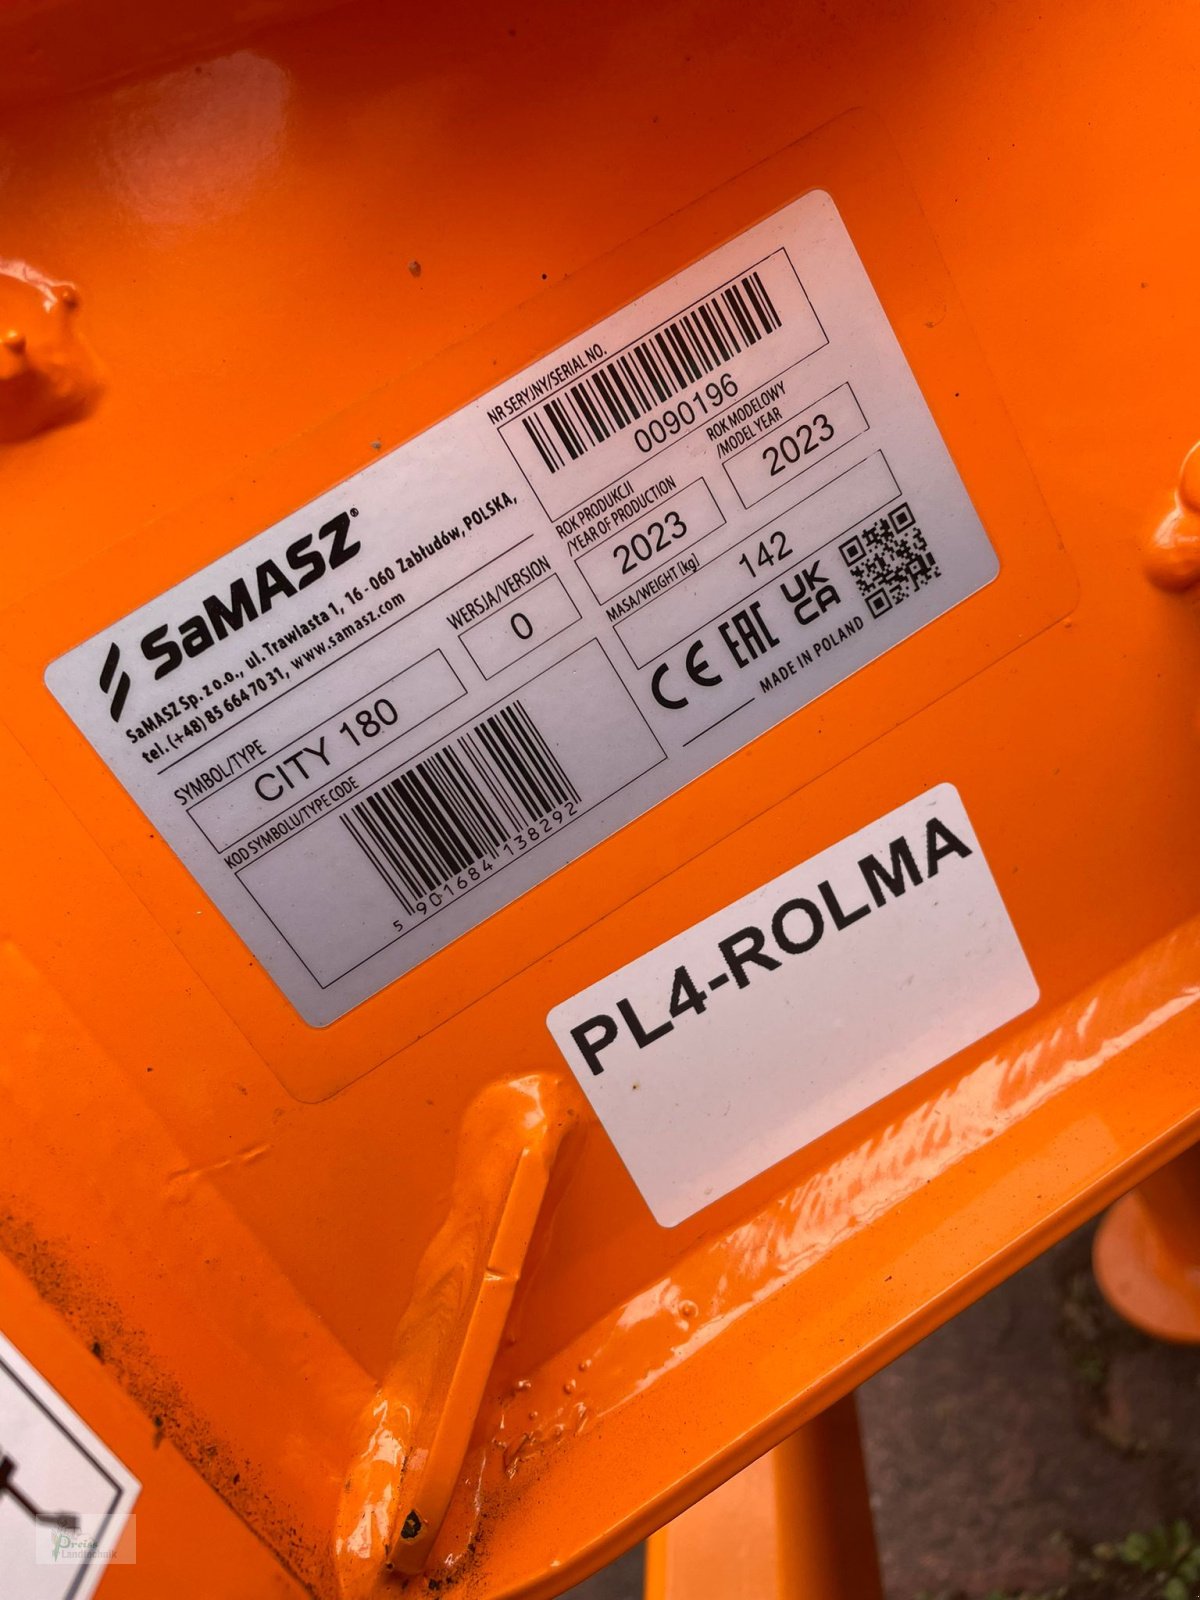 SaMASZ®
SaMASZ Sp. z o.o., ul. Trawiasta 1, 16-060 Zabłudów, POLSKA,
tel. (+48) 85 664 70 31, www.samasz.com
SYMBOL/TYPE
CITY 180
WERSJA/VERSION
0
KOD SYMBOLU/TYPE CODE
5 901684 138292
NR SERYJNY/SERIAL NO.
0090196
ROK PRODUKCJI
/YEAR OF PRODUCTION
2023
ROK MODELOWY
/MODEL YEAR
2023
MASA/WEIGHT [kg]
142
CE EAC UK
CA
MADE IN POLAND
PL4-ROLMA
Preiss
Landtechnik